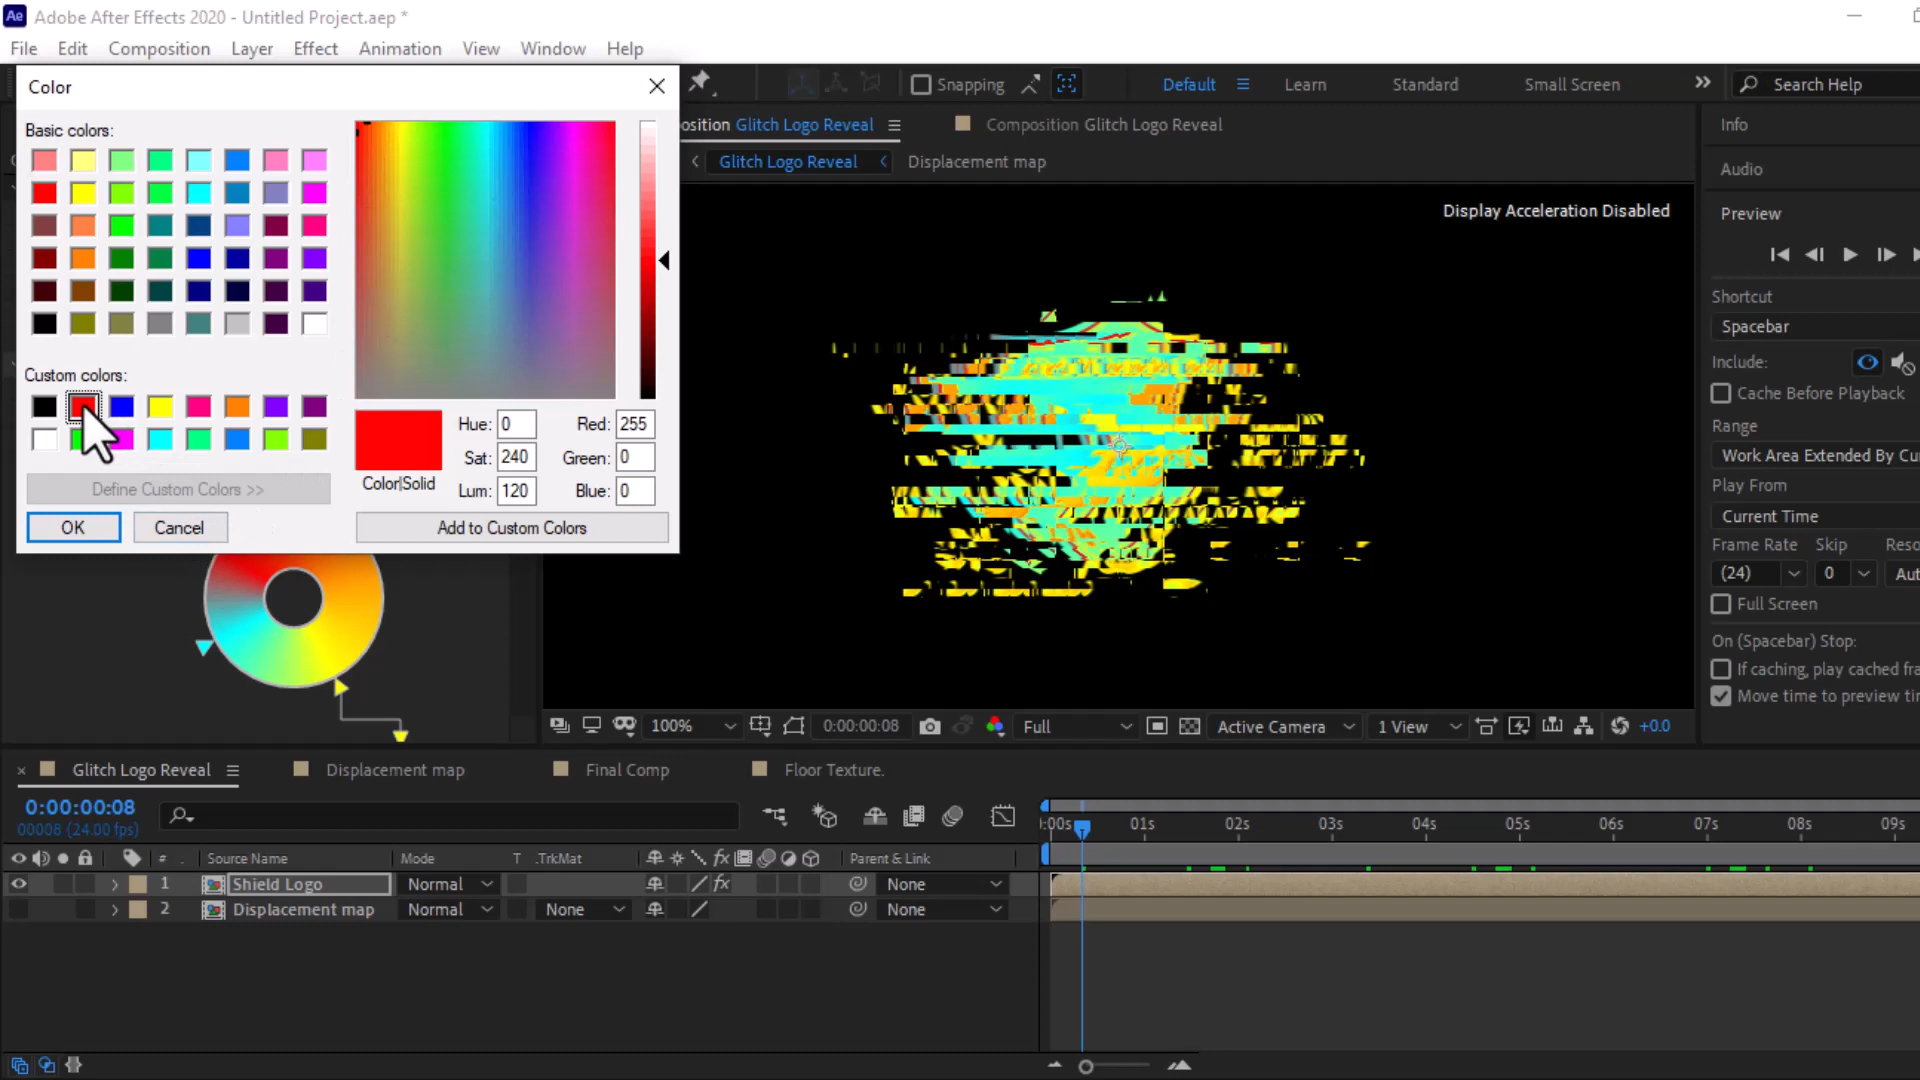 Ae Adobe After Effects 2020 - Untitled Project.aep *
File Edit Composition Layer Effect Animation View Window Help
Color
Snapping
Default Learn Standard Small Screen
Search Help
Basic colors:
osition Glitch Logo Reveal
Composition Glitch Logo Reveal
Info
Glitch Logo Reveal
Displacement map
Audio
Display Acceleration Disabled
Preview
Shortcut
Spacebar
Include:
Cache Before Playback
Custom colors:
Hue: 0 Red: 255
Sat: 240 Green: 0
Lum: 120 Blue: 0
Color|Solid
Define Custom Colors >>
OK Cancel Add to Custom Colors
Range
Work Area Extended By Cu
Play From
Current Time
Frame Rate Skip Reso
(24) 0 Aut
Full Screen
On (Spacebar) Stop:
If caching, play cached fra
Move time to preview ti
100% 0:00:00:08 Full Active Camera 1 View +0.0
Glitch Logo Reveal Displacement map Final Comp Floor Texture.
0:00:00:08
00008 (24.00 fps)
:00s 01s 02s 03s 04s 05s 06s 07s 08s 09s
# . Source Name Mode T .TrkMat fx Parent & Link
1 Shield Logo Normal fx None
2 Displacement map Normal None None